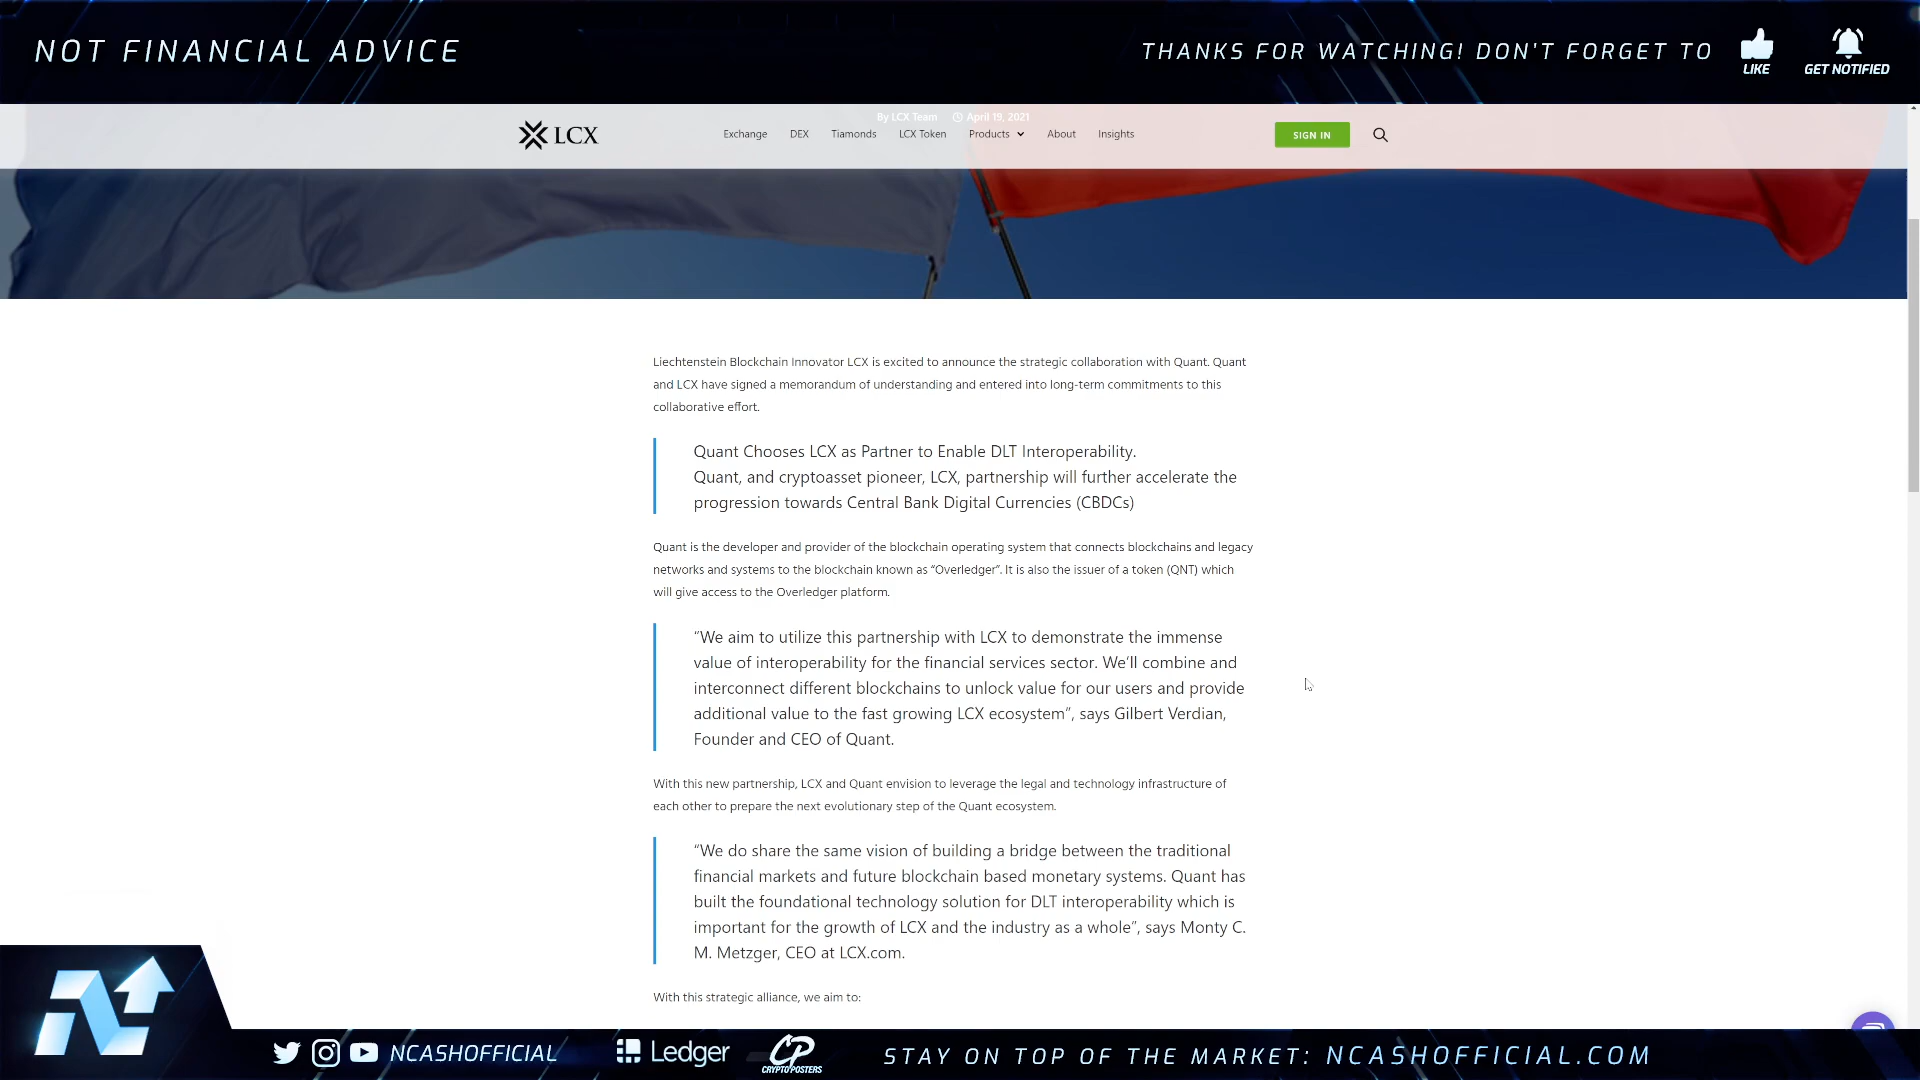 NOT FINANCIAL ADVICE
THANKS FOR WATCHING! DON'T FORGET TO
LIKE
GET NOTIFIED
By LCX Team April 19, 2021
LCX
Exchange DEX Tiamonds LCX Token Products About Insights
SIGN IN
Liechtenstein Blockchain Innovator LCX is excited to announce the strategic collaboration with Quant. Quant
and LCX have signed a memorandum of understanding and entered into long-term commitments to this
collaborative effort.
Quant Chooses LCX as Partner to Enable DLT Interoperability.
Quant, and cryptoasset pioneer, LCX, partnership will further accelerate the
progression towards Central Bank Digital Currencies (CBDCs)
Quant is the developer and provider of the blockchain operating system that connects blockchains and legacy
networks and systems to the blockchain known as “Overledger”. It is also the issuer of a token (QNT) which
will give access to the Overledger platform.
“We aim to utilize this partnership with LCX to demonstrate the immense
value of interoperability for the financial services sector. We’ll combine and
interconnect different blockchains to unlock value for our users and provide
additional value to the fast growing LCX ecosystem”, says Gilbert Verdian,
Founder and CEO of Quant.
With this new partnership, LCX and Quant envision to leverage the legal and technology infrastructure of
each other to prepare the next evolutionary step of the Quant ecosystem.
“We do share the same vision of building a bridge between the traditional
financial markets and future blockchain based monetary systems. Quant has
built the foundational technology solution for DLT interoperability which is
important for the growth of LCX and the industry as a whole”, says Monty C.
M. Metzger, CEO at LCX.com.
With this strategic alliance, we aim to:
NCASHOFFICIAL
Ledger
CP
CRYPTO POSTERS
STAY ON TOP OF THE MARKET: NCASHOFFICIAL.COM